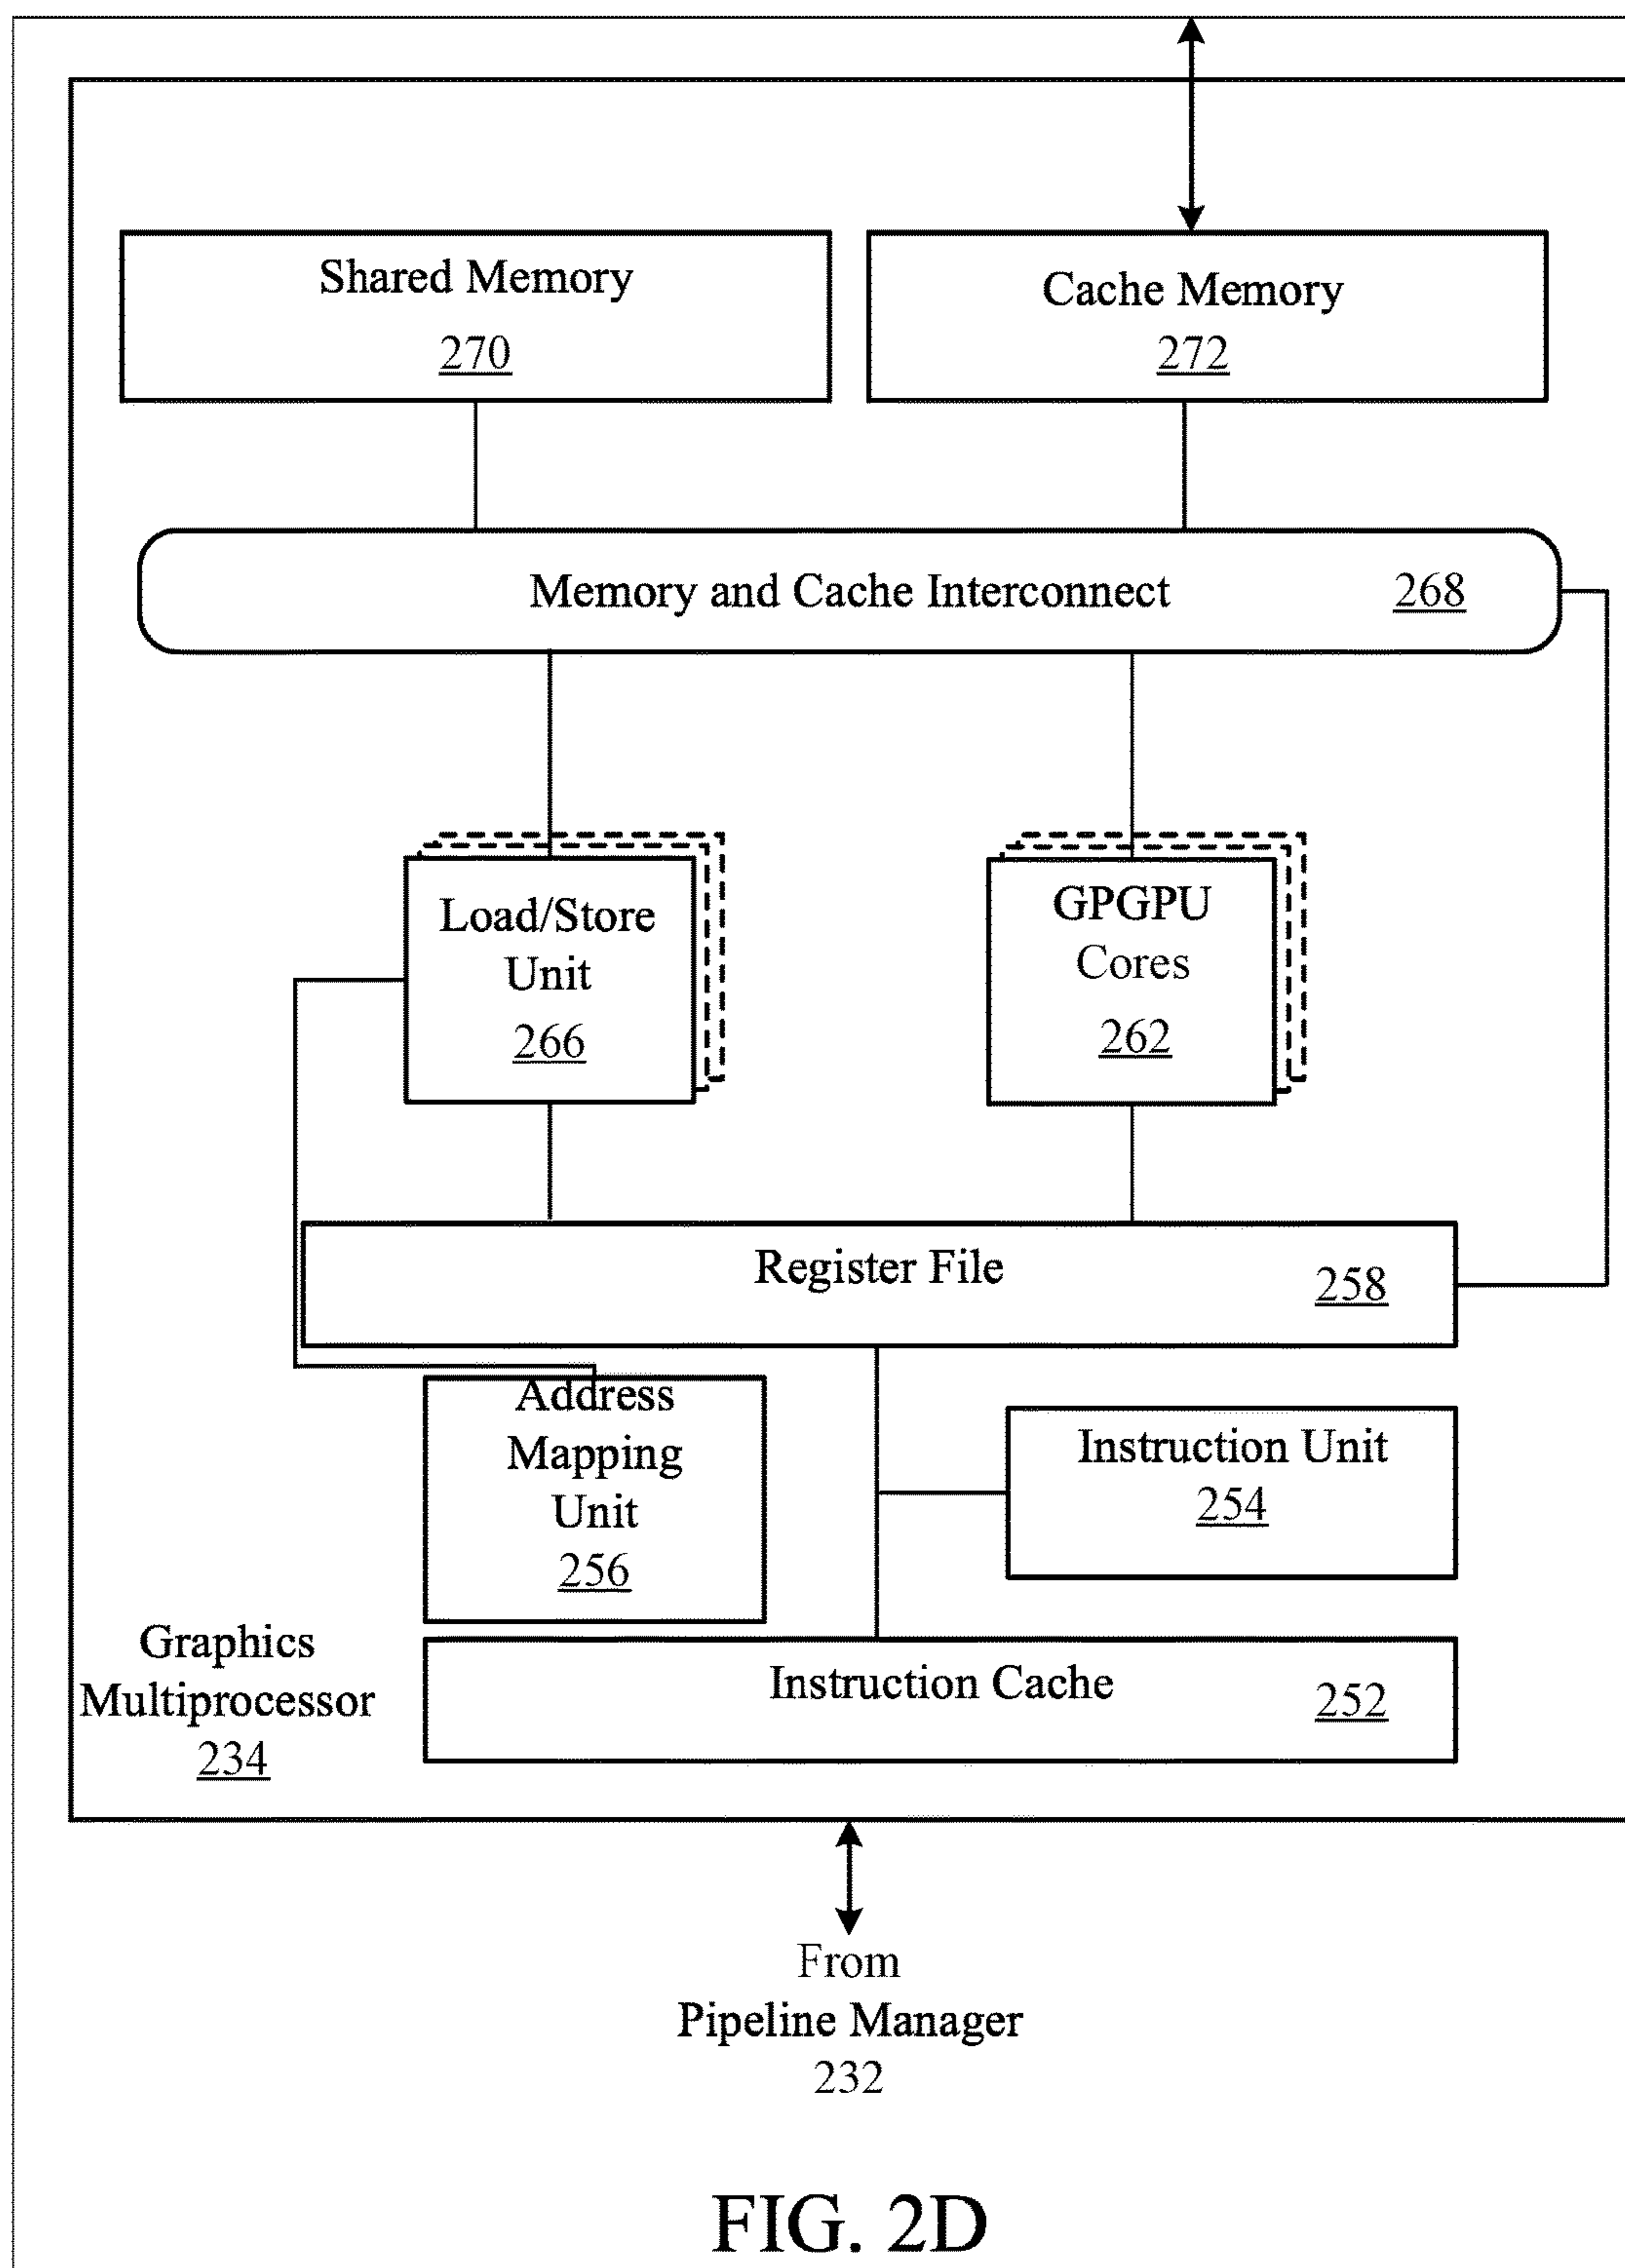 Shared Memory
270
Cache Memory
272
Memory and Cache Interconnect 268
Load/Store
Unit
266
GPGPU
Cores
262
Register File 258
Address
Mapping
Unit
256
Instruction Unit
254
Graphics
Multiprocessor
234
Instruction Cache 252
From
Pipeline Manager
232
FIG. 2D